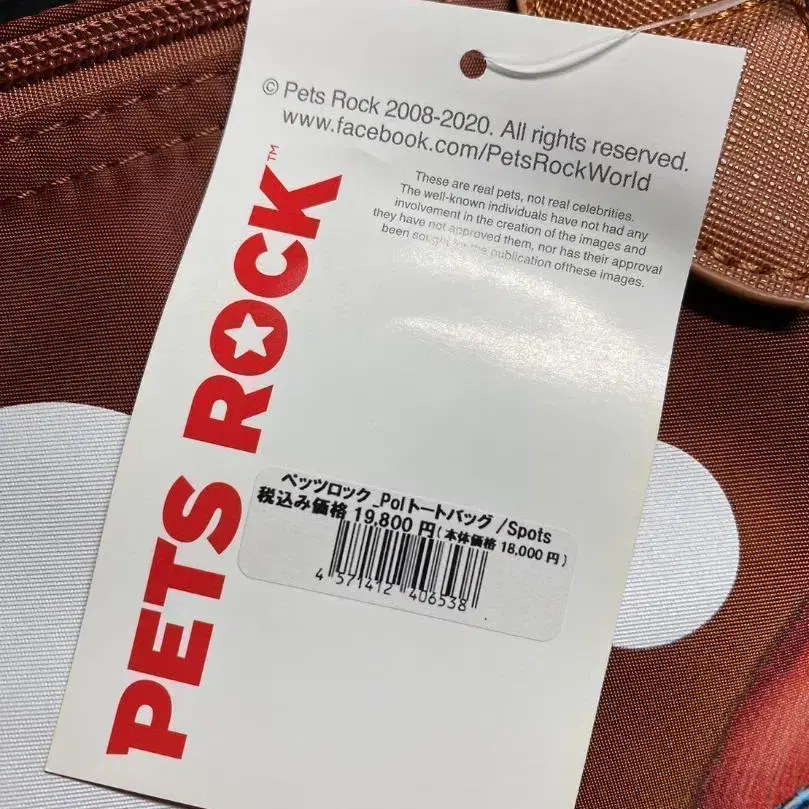 © Pets Rock 2008-2020. All rights reserved.
www.facebook.com/PetsRockWorld
These are real pets, not real celebrities.
The well-known individuals have not had any
involvement in the creation of the images and
they have not approved them, nor has their approval
been sought for the publication ofthese images.
PETS ROCK™
ペッツロック .Polトートバッグ /Spots
税込み価格 19,800 円(本体価格 18,000 円)
4 571412 406538